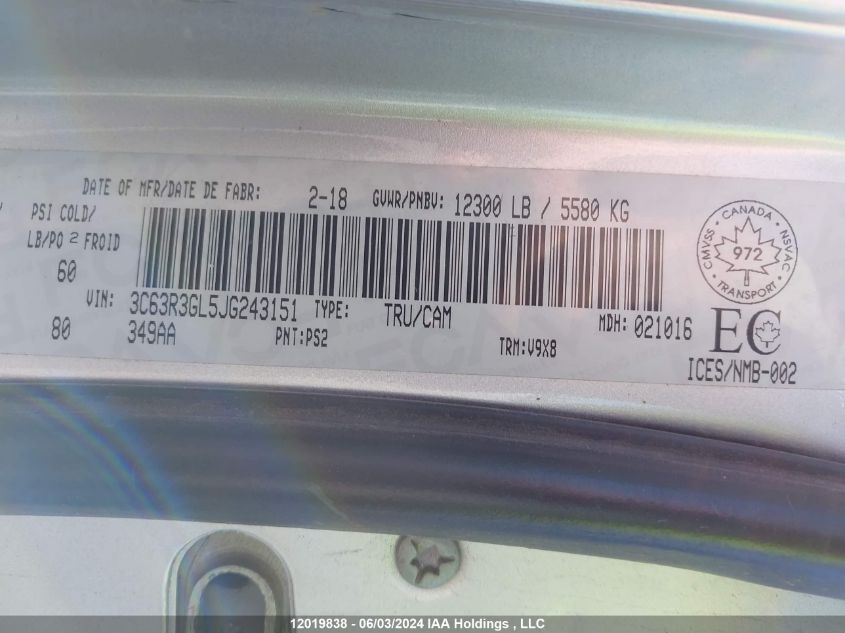 DATE OF MFR/DATE DE FABR: 2-18 GVWR/PNBV: 12300 LB / 5580 KG
PSI COLD/
LB/PO 2 FROID
60
VIN: 3C63R3GL5JG243151 TYPE: TRU/CAM MDH: 021016
80 349AA PNT:PS2 TRM:V9X8
CANADA
CMVSS NSVAC
972
TRANSPORT
EC
ICES/NMB-002
12019838 - 06/03/2024 IAA Holdings , LLC